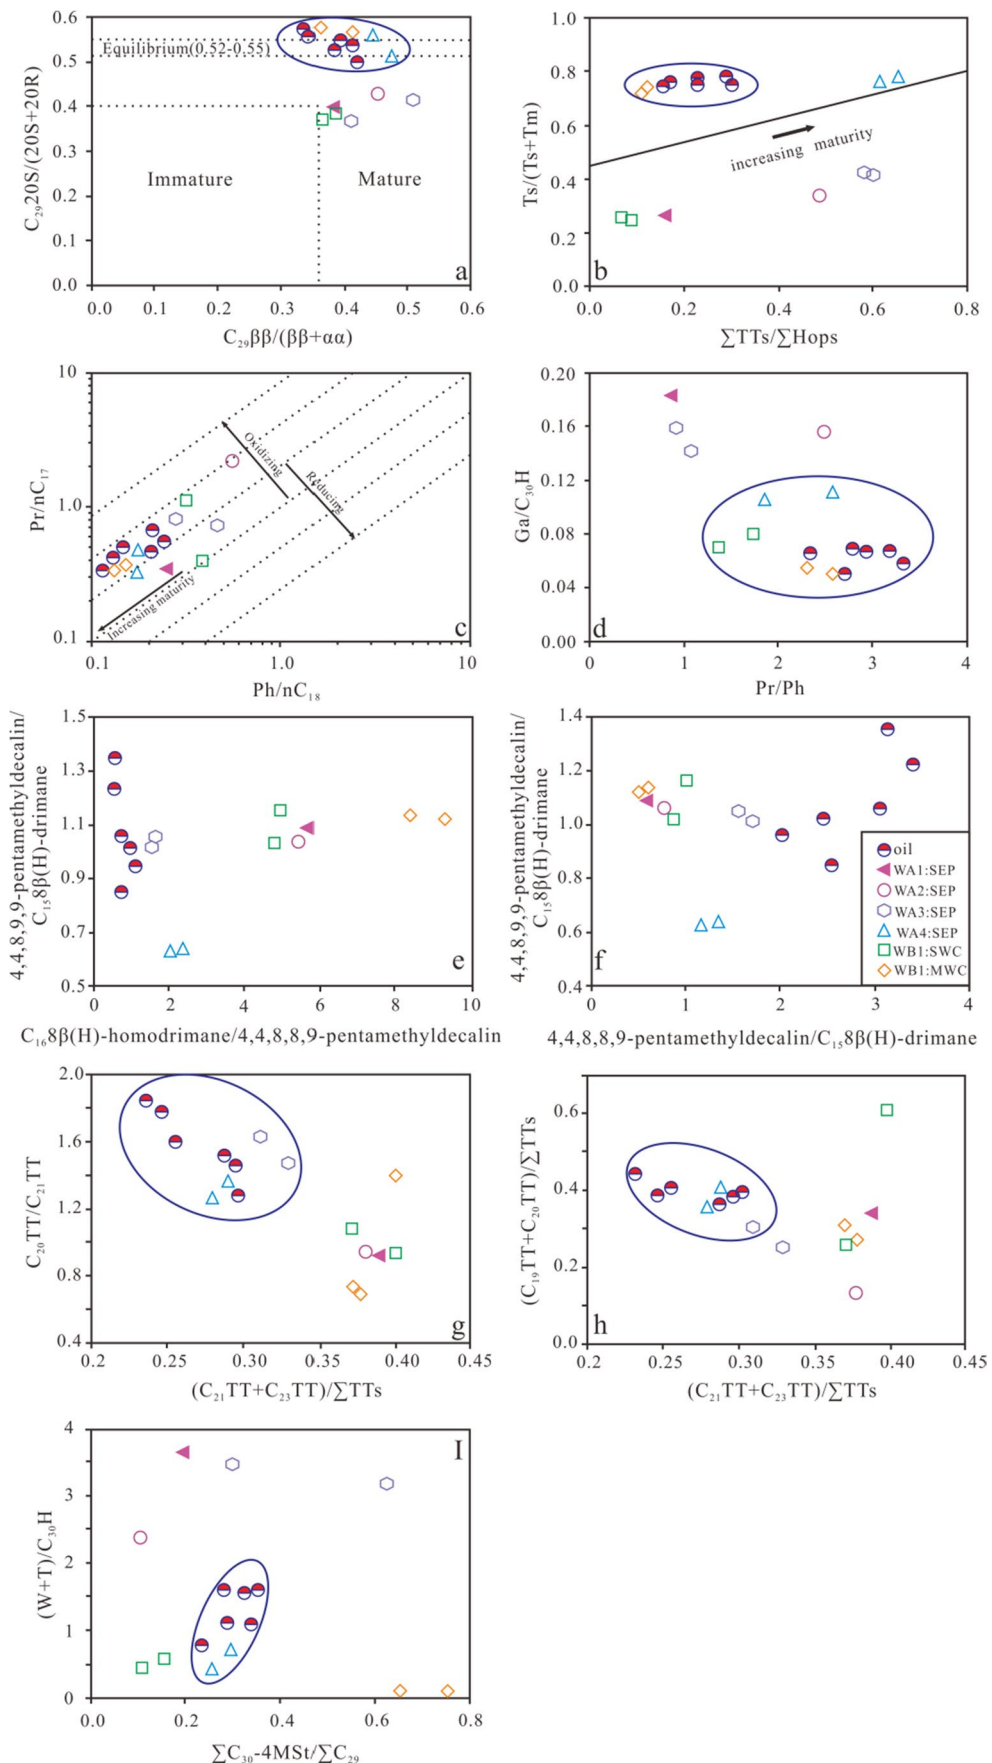 0.6
0.5
0.4
0.3
0.2
0.1
0.0
C₂₉20S/(20S+20R)
Equilibrium(0.52-0.55)
Immature
Mature
a
0.0
0.1
0.2
0.3
0.4
0.5
0.6
C₂₉ββ/(ββ+αα)
1.0
0.8
0.6
0.4
0.2
0.0
Ts/(Ts+Tm)
increasing maturity
b
0.0
0.2
0.4
0.6
0.8
∑TTs/∑Hops
10
1.0
0.1
Pr/nC₁₇
Oxidizing
Reducing
Increasing maturity
c
0.1
1.0
10
Ph/nC₁₈
0.20
0.16
0.12
0.08
0.04
0.00
Ga/C₃₀H
d
0
1
2
3
4
Pr/Ph
1.5
1.3
1.1
0.9
0.7
0.5
4,4,8,9,9-pentamethyldecalin/
C₁₅8β(H)-drimane
e
0
2
4
6
8
10
C₁₆8β(H)-homodrimane/4,4,8,8,9-pentamethyldecalin
1.4
1.2
1.0
0.8
0.6
0.4
4,4,8,9,9-pentamethyldecalin/
C₁₅8β(H)-drimane
f
oil
WA1:SEP
WA2:SEP
WA3:SEP
WA4:SEP
WB1:SWC
WB1:MWC
0
1
2
3
4
4,4,8,8,9-pentamethyldecalin/C₁₅8β(H)-drimane
2.0
1.6
1.2
0.8
0.4
C₂₀TT/C₂₁TT
g
0.2
0.25
0.30
0.35
0.40
0.45
(C₂₁TT+C₂₃TT)/∑TTs
0.6
0.4
0.2
0.0
(C₁₉TT+C₂₀TT)/∑TTs
h
0.2
0.25
0.30
0.35
0.40
0.45
(C₂₁TT+C₂₃TT)/∑TTs
4
3
2
1
0
(W+T)/C₃₀H
I
0.0
0.2
0.4
0.6
0.8
∑C₃₀-4MSt/∑C₂₉